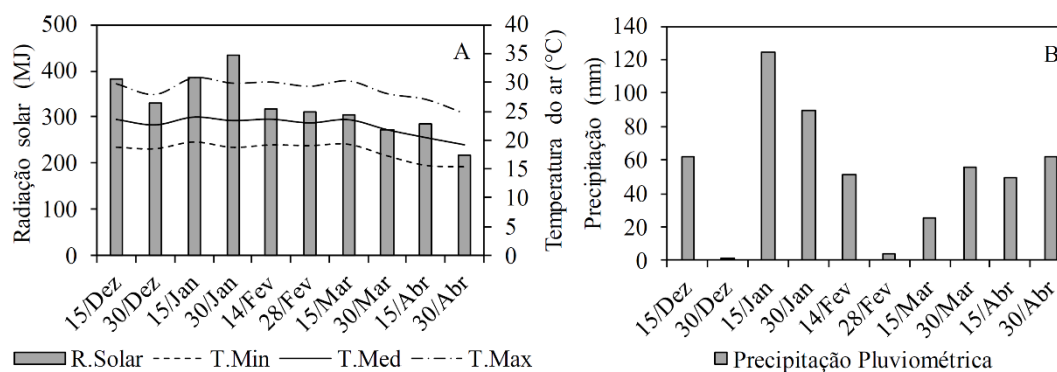 A
Radiação solar (MJ)
500
400
300
200
100
0
Temperatura do ar (°C)
40
35
30
25
20
15
10
5
0
15/Dez
30/Dez
15/Jan
30/Jan
14/Fev
28/Fev
15/Mar
30/Mar
15/Abr
30/Abr
R.Solar T.Min T.Med T.Max
B
Precipitação (mm)
140
120
100
80
60
40
20
0
15/Dez
30/Dez
15/Jan
30/Jan
14/Fev
28/Fev
15/Mar
30/Mar
15/Abr
30/Abr
Precipitação Pluviométrica